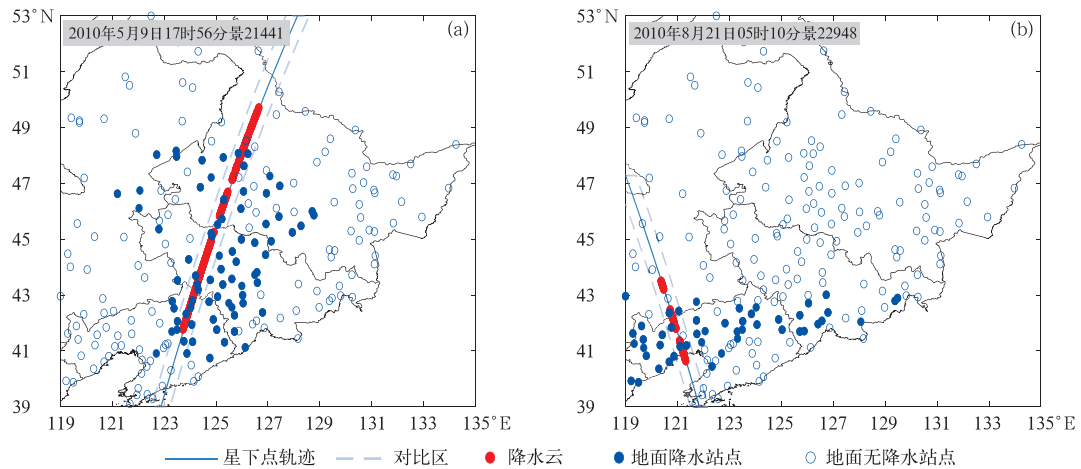 53°N
51
49
47
45
43
41
39
2010年5月9日17时56分景21441
(a)
119 121 123 125 127 129 131 133 135°E
53°N
51
49
47
45
43
41
39
2010年8月21日05时10分景22948
(b)
119 121 123 125 127 129 131 133 135°E
星下点轨迹 对比区 降水云 地面降水站点 地面无降水站点